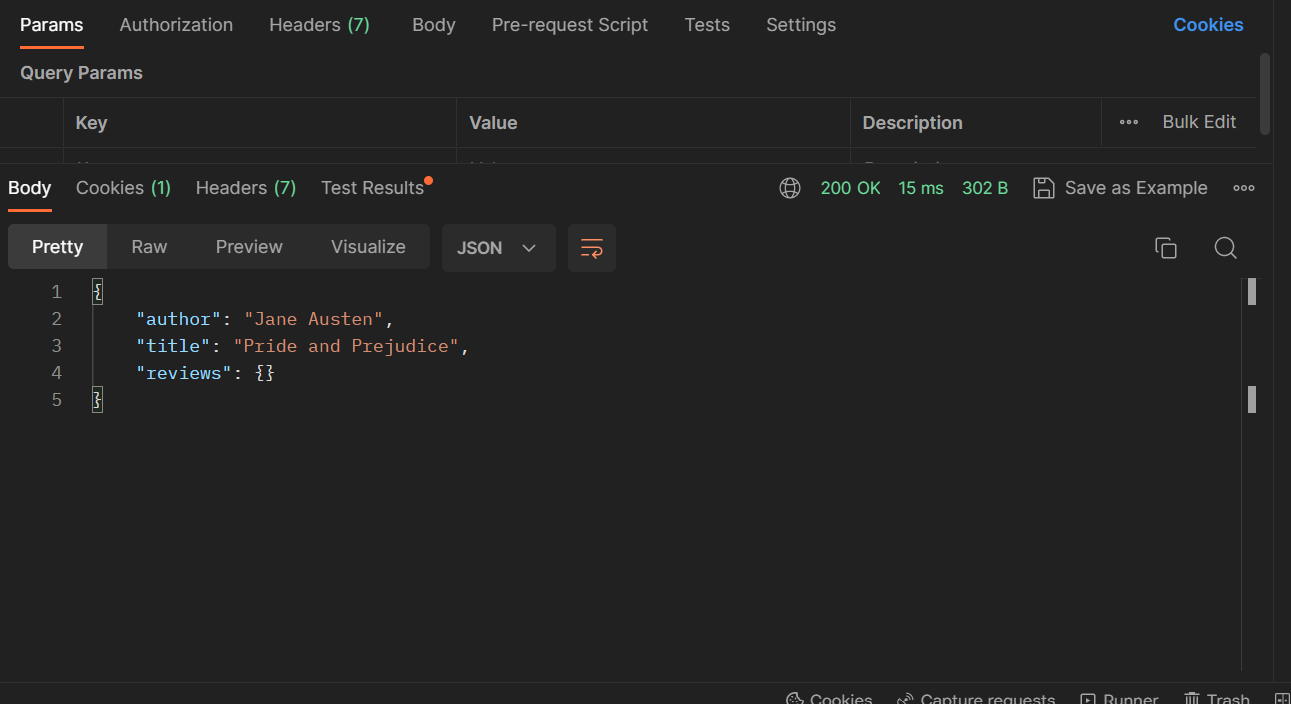 Params Authorization Headers (7) Body Pre-request Script Tests Settings Cookies
Query Params
Key Value Description Bulk Edit
Body Cookies (1) Headers (7) Test Results 200 OK 15 ms 302 B Save as Example
Pretty Raw Preview Visualize JSON
1 {
2 "author": "Jane Austen",
3 "title": "Pride and Prejudice",
4 "reviews": {}
5 }
Cookies Capture requests Runner Trash